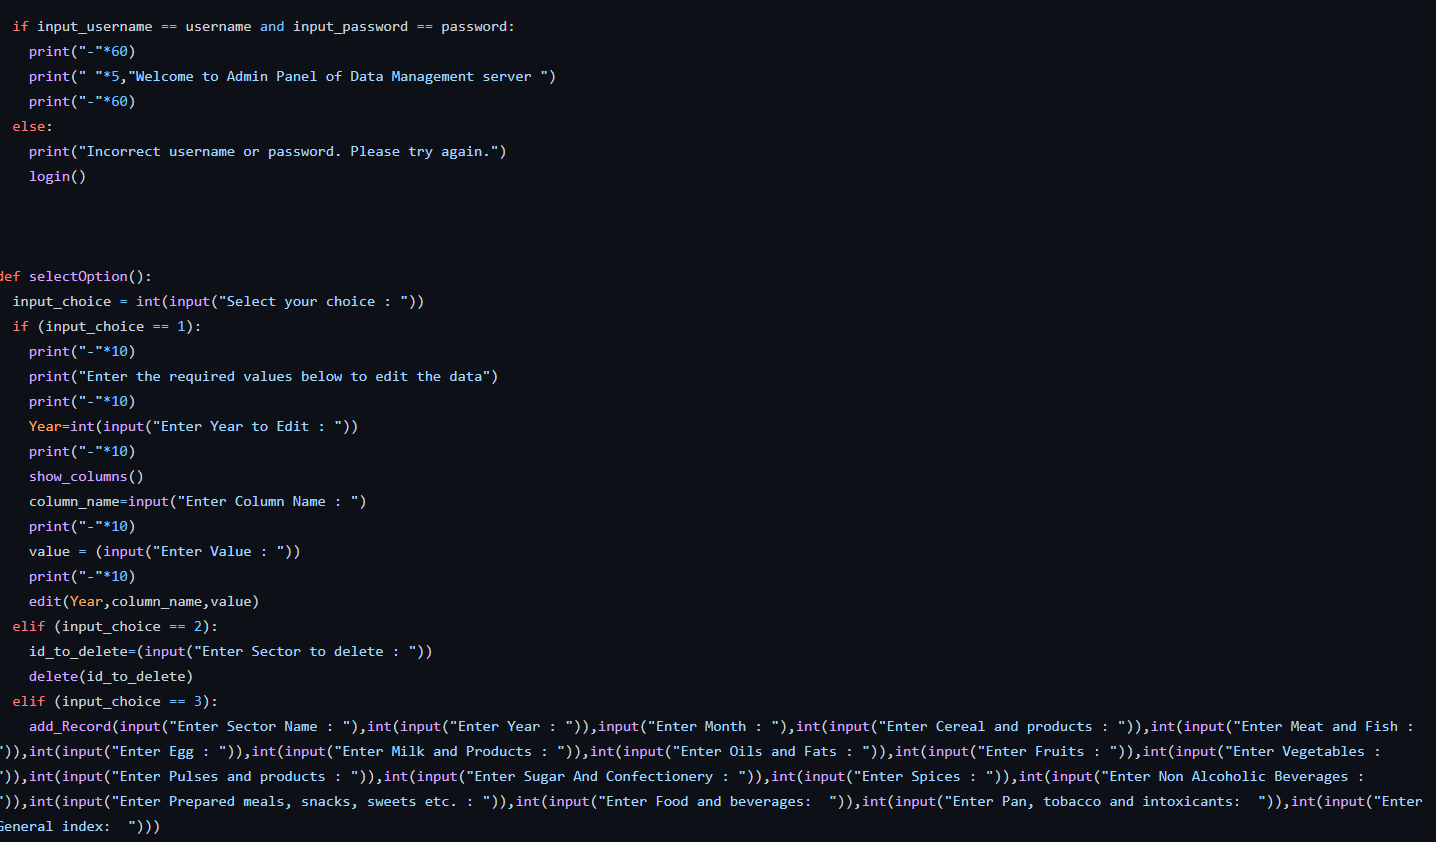 if input_username == username and input_password == password:
print("-"*60)
print(" "*5,"Welcome to Admin Panel of Data Management server ")
print("-"*60)
else:
print("Incorrect username or password. Please try again.")
login()
def selectOption():
input_choice = int(input("Select your choice : "))
if (input_choice == 1):
print("-"*10)
print("Enter the required values below to edit the data")
print("-"*10)
Year=int(input("Enter Year to Edit : "))
print("-"*10)
show_columns()
column_name=input("Enter Column Name : ")
print("-"*10)
value = (input("Enter Value : "))
print("-"*10)
edit(Year,column_name,value)
elif (input_choice == 2):
id_to_delete=(input("Enter Sector to delete : "))
delete(id_to_delete)
elif (input_choice == 3):
add_Record(input("Enter Sector Name : "),int(input("Enter Year : ")),input("Enter Month : "),int(input("Enter Cereal and products : ")),int(input("Enter Meat and Fish :
")),int(input("Enter Egg : ")),int(input("Enter Milk and Products : ")),int(input("Enter Oils and Fats : ")),int(input("Enter Fruits : ")),int(input("Enter Vegetables :
")),int(input("Enter Pulses and products : ")),int(input("Enter Sugar And Confectionery : ")),int(input("Enter Spices : ")),int(input("Enter Non Alcoholic Beverages :
")),int(input("Enter Prepared meals, snacks, sweets etc. : ")),int(input("Enter Food and beverages:  ")),int(input("Enter Pan, tobacco and intoxicants:  ")),int(input("Enter
General index:  ")))